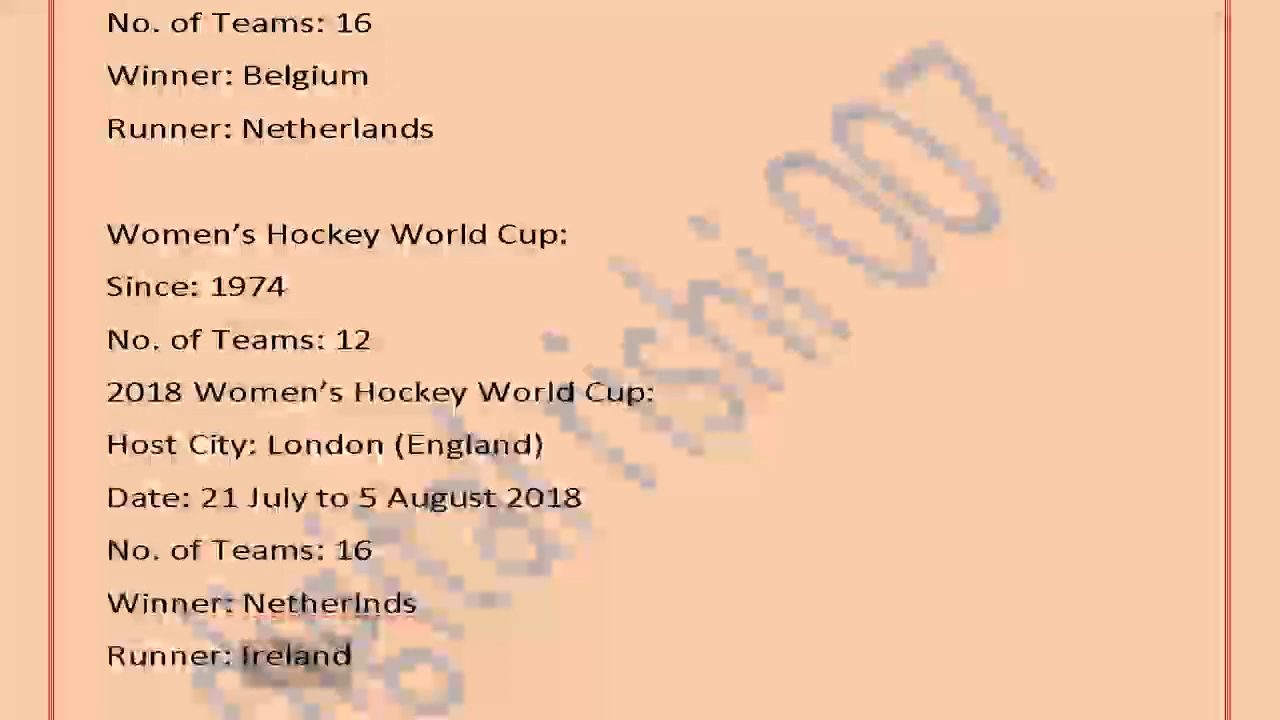 No. of Teams: 16
Winner: Belgium
Runner: Netherlands
Women’s Hockey World Cup:
Since: 1974
No. of Teams: 12
2018 Women’s Hockey World Cup:
Host City: London (England)
Date: 21 July to 5 August 2018
No. of Teams: 16
Winner: Netherlnds
Runner: Ireland
rishi 007